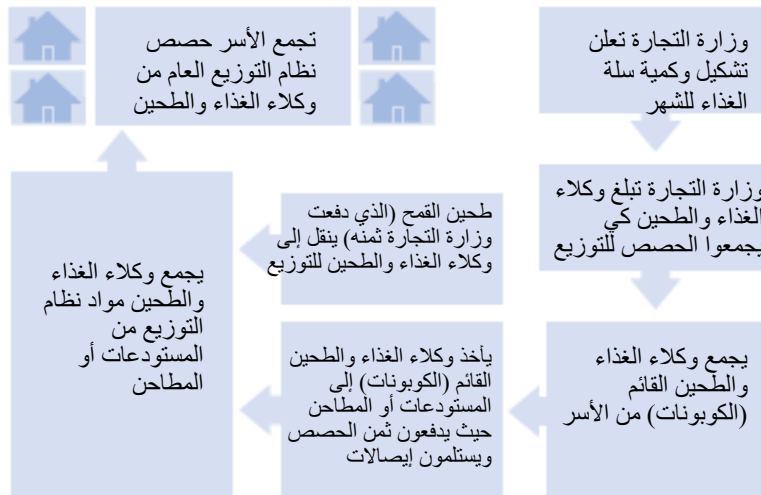 وزارة التجارة تعلن
تشكيل وكمية سلة
الغذاء للشهر
وزارة التجارة تبلغ وكلاء
الغذاء والطحين كي
يجمعوا الحصص للتوزيع
يجمع وكلاء الغذاء
والطحين القائم
(الكوبونات) من الأسر
يأخذ وكلاء الغذاء والطحين
القائم (الكوبونات) إلى
المستودعات أو المطاحن
حيث يدفعون ثمن الحصص
ويستلمون إيصالات
طحين القمح (الذي دفعت
وزارة التجارة ثمنه) ينقل إلى
وكلاء الغذاء والطحين للتوزيع
يجمع وكلاء الغذاء
والطحين مواد نظام
التوزيع من
المستودعات أو
المطاحن
تجمع الأسر حصص
نظام التوزيع العام من
وكلاء الغذاء والطحين